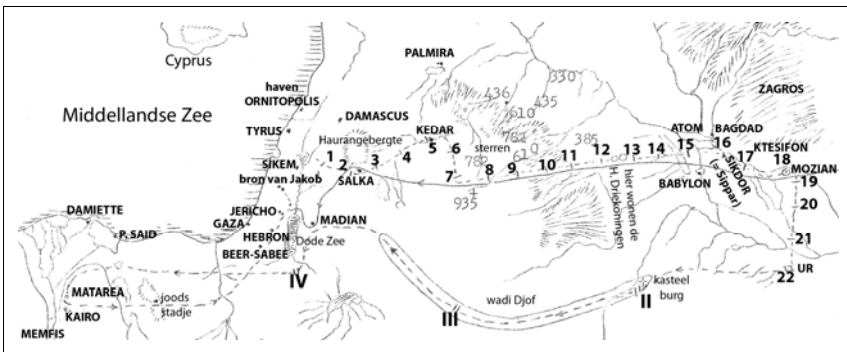 Cyprus
PALMIRA
ZAGROS
haven
ORNITOPOLIS
Middellandse Zee
DAMASCUS
TYRUS
Haurangebergte
KEDAR
sterren
436
330
435
610
782
10
385
782
610
935
ATOM
BAGDAD
KTESIFON
MOZIAN
SIKDOR
(= Sippar)
BABYLON
SIKEM,
bron van Jakob
SALKA
1
2
3
4
5
6
7
8
9
10
11
12
13
14
15
16
17
18
19
20
21
22
UR
hier wonen de
H. Driekoningen
JERICHO
GAZA
HEBRON
BEER-SABEE
Dode Zee
MADIAN
DAMIETTE
P. SAID
MATAREA
KAIRO
MEMFIS
joods
stadje
IV
III
wadi Djof
II
kasteel
burg